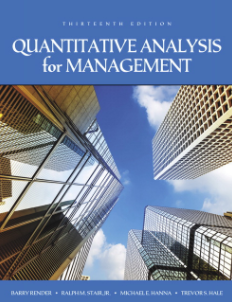 THIRTEENTH EDITION
QUANTITATIVE ANALYSIS
for MANAGEMENT
BARRY RENDER • RALPH M. STAIR, JR. • MICHAEL E. HANNA • TREVOR S. HALE